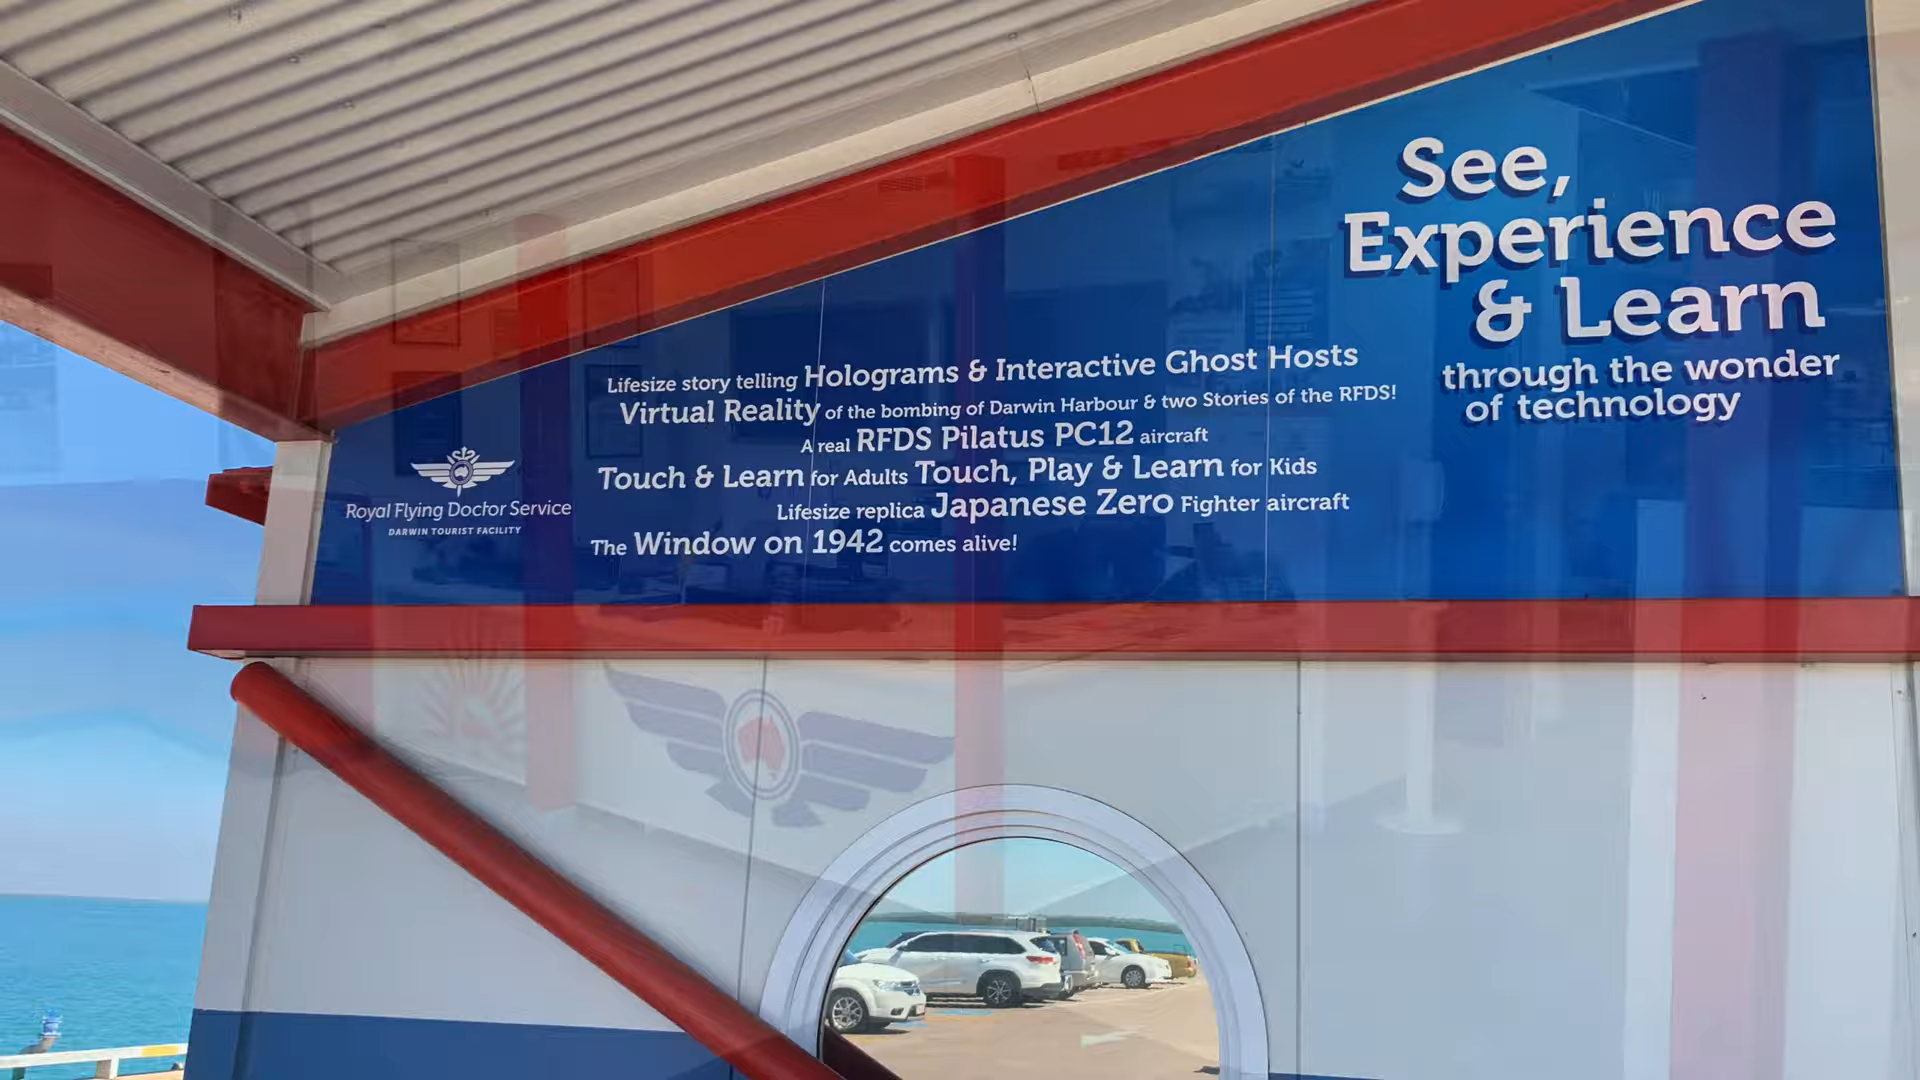 See,
Experience
& Learn
through the wonder
of technology
Lifesize story telling Holograms & Interactive Ghost Hosts
Virtual Reality of the bombing of Darwin Harbour & two Stories of the RFDS!
A real RFDS Pilatus PC12 aircraft
Touch & Learn for Adults Touch, Play & Learn for Kids
Lifesize replica Japanese Zero Fighter aircraft
The Window on 1942 comes alive!
Royal Flying Doctor Service
DARWIN TOURIST FACILITY